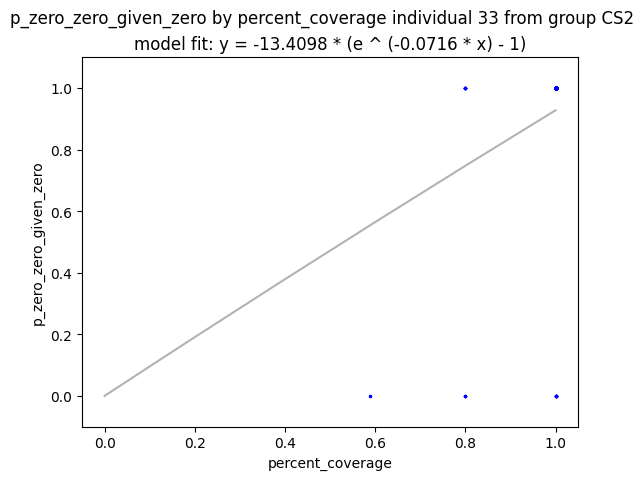 p_zero_zero_given_zero by percent_coverage individual 33 from group CS2
model fit: y = -13.4098 * (e ^ (-0.0716 * x) - 1)
1.0
0.8
0.6
0.4
0.2
0.0
p_zero_zero_given_zero
0.0 0.2 0.4 0.6 0.8 1.0
percent_coverage